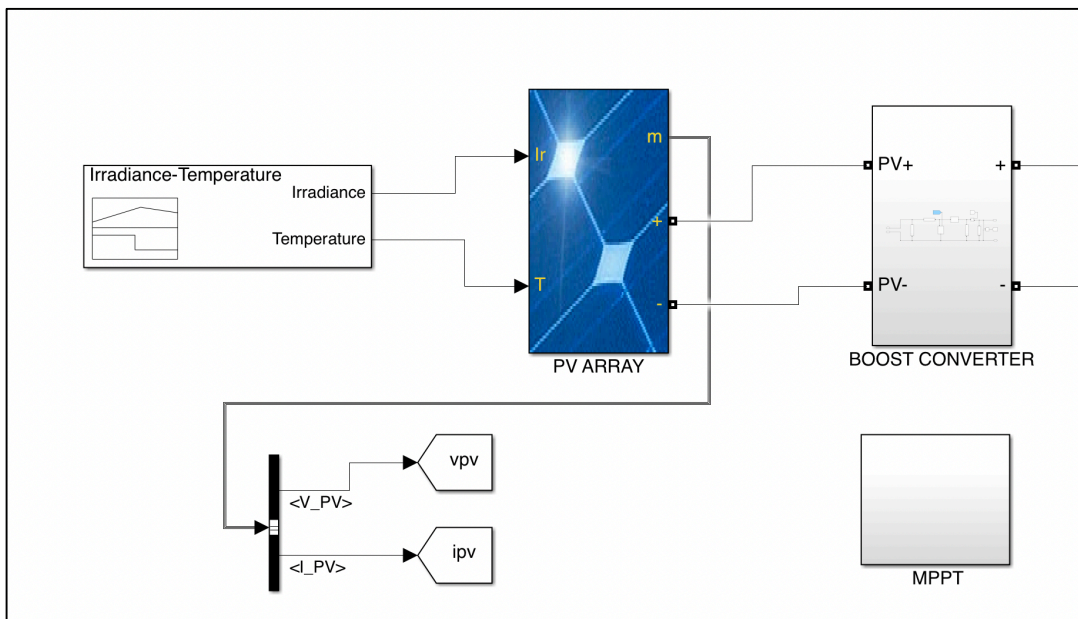 Irradiance-Temperature
Irradiance
Temperature
Ir
T
m
+
-
PV ARRAY
PV+
PV-
+
-
BOOST CONVERTER
vpv
<V_PV>
ipv
<I_PV>
MPPT